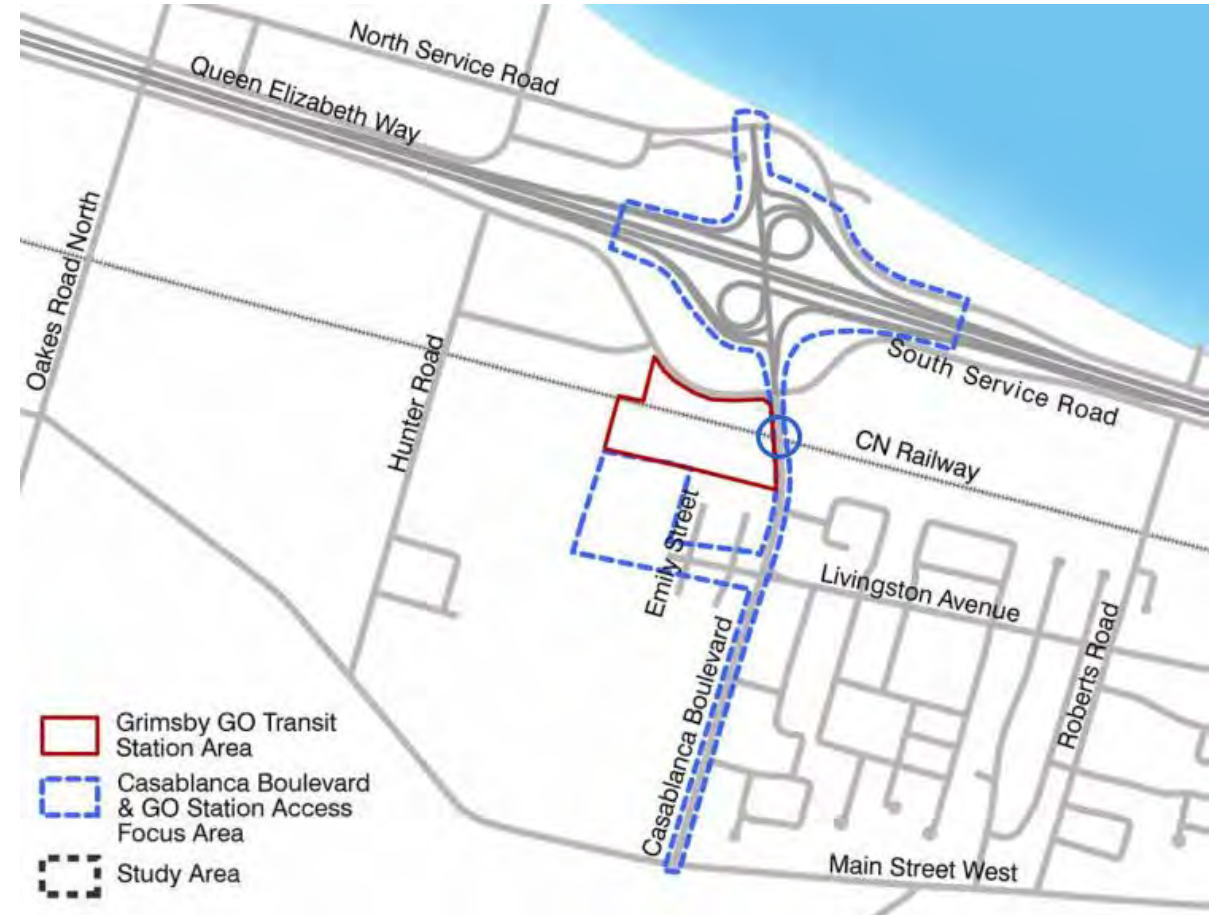 North Service Road
Queen Elizabeth Way
Oakes Road North
Hunter Road
South Service Road
CN Railway
Emily Street
Livingston Avenue
Roberts Road
Casablanca Boulevard
Main Street West
Grimsby GO Transit
Station Area
Casablanca Boulevard
& GO Station Access
Focus Area
Study Area